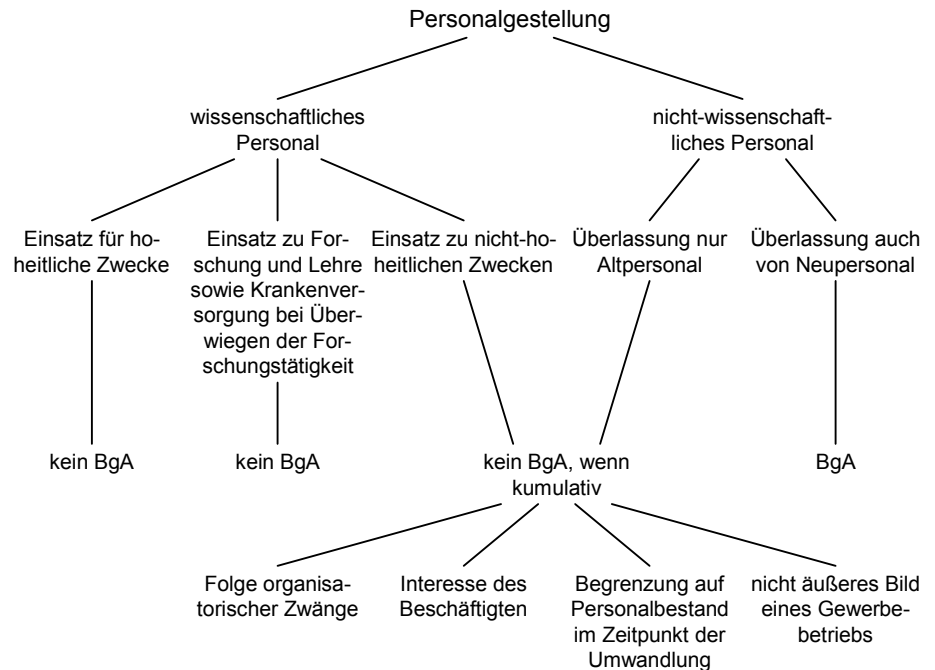 Personalgestellung
wissenschaftliches
Personal
nicht-wissenschaft-
liches Personal
Einsatz für ho-
heitliche Zwecke
Einsatz zu For-
schung und Lehre
sowie Krankenver-
sorgung bei Über-
wiegen der For-
schungstätigkeit
Einsatz zu nicht-ho-
heitlichen Zwecken
Überlassung nur
Altpersonal
Überlassung auch
von Neupersonal
kein BgA
kein BgA
kein BgA, wenn
kumulativ
BgA
Folge organisa-
torischer Zwänge
Interesse des
Beschäftigten
Begrenzung auf
Personalbestand
im Zeitpunkt der
Umwandlung
nicht äußeres Bild
eines Gewerbe-
betriebs